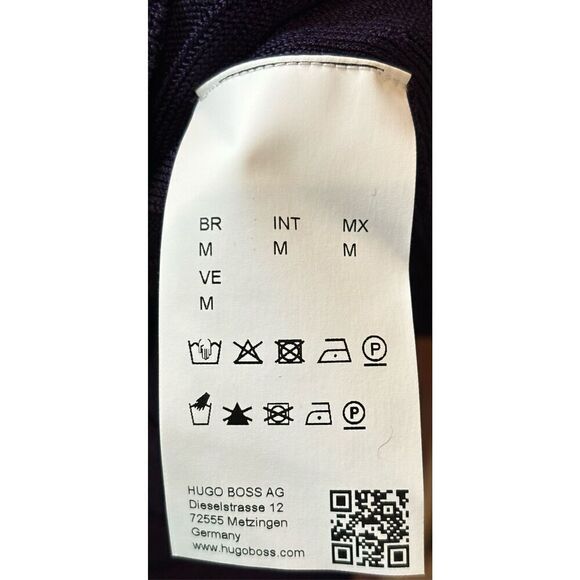 BR INT MX
M M M
VE
M
P
P
HUGO BOSS AG
Dieselstrasse 12
72555 Metzingen
Germany
www.hugoboss.com